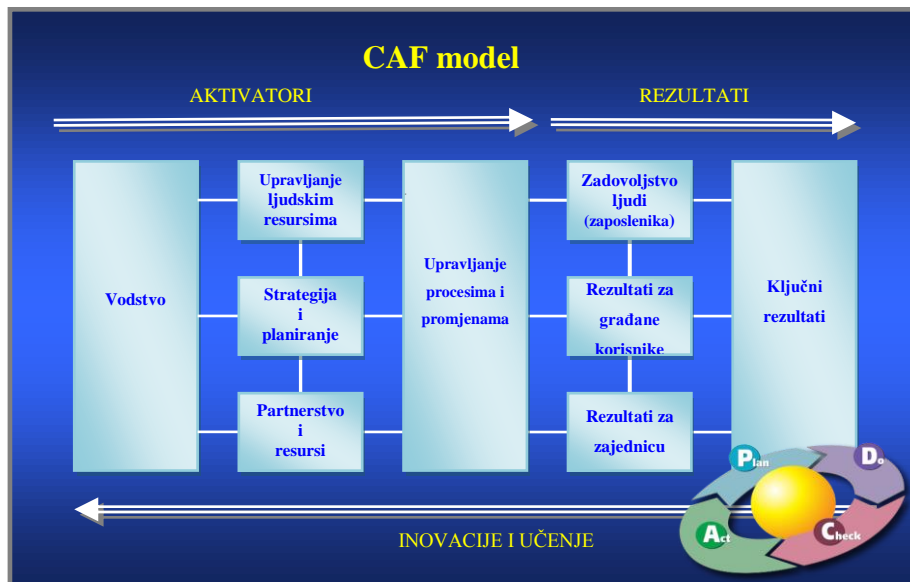 CAF model
AKTIVATORI
REZULTATI
Vodstvo
Upravljanje
ljudskim
resursima
Strategija
i
planiranje
Partnerstvo
i
resursi
Upravljanje
procesima i
promjenama
Zadovoljstvo
ljudi
(zaposlenika)
Rezultati za
građane
korisnike
Rezultati za
zajednicu
Ključni
rezultati
Plan
Do
Act
Check
INOVACIJE I UČENJE